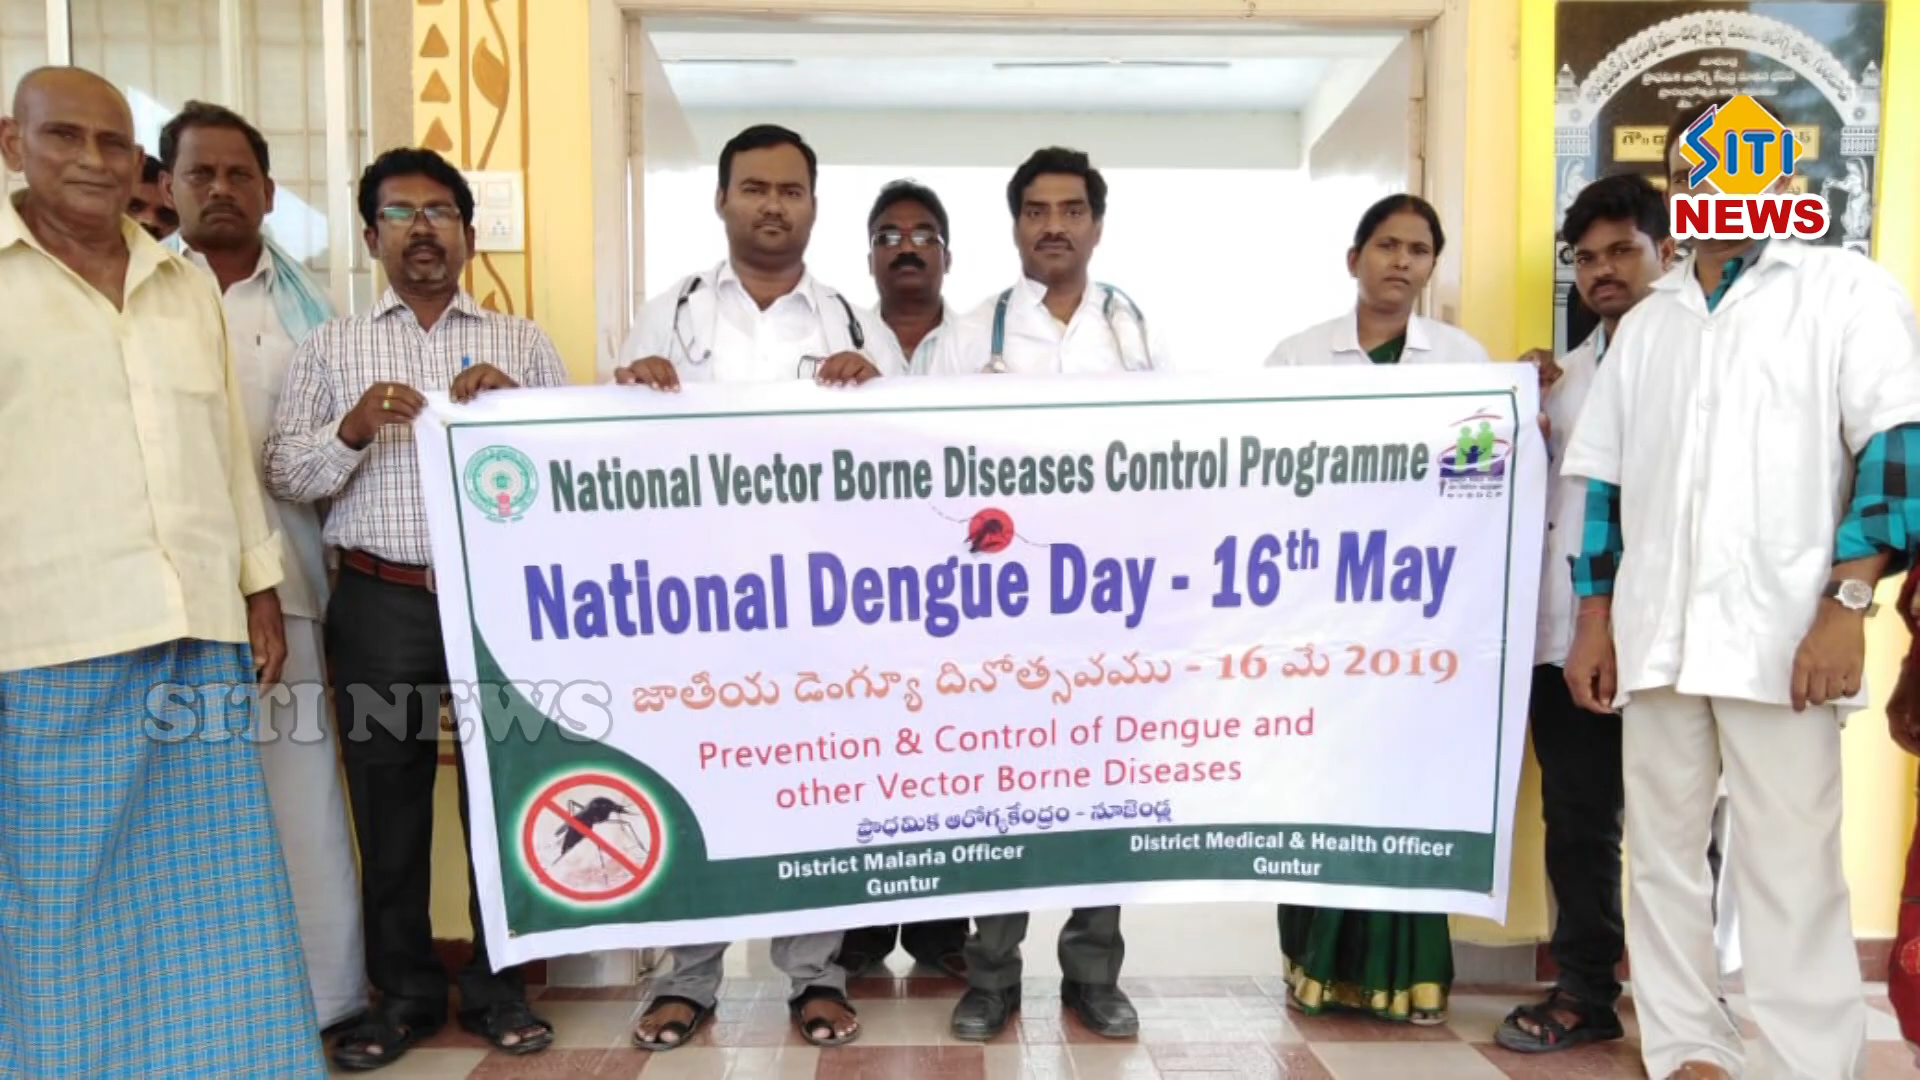 SITI
NEWS
National Vector Borne Diseases Control Programme
National Dengue Day - 16th May
జాతీయ డెంగ్యూ దినోత్సవము - 16 మే 2019
SITI NEWS
Prevention & Control of Dengue and
other Vector Borne Diseases
ప్రాధమిక ఆరోగ్యకేంద్రం - నూజెండ్ల
District Malaria Officer
Guntur
District Medical & Health Officer
Guntur